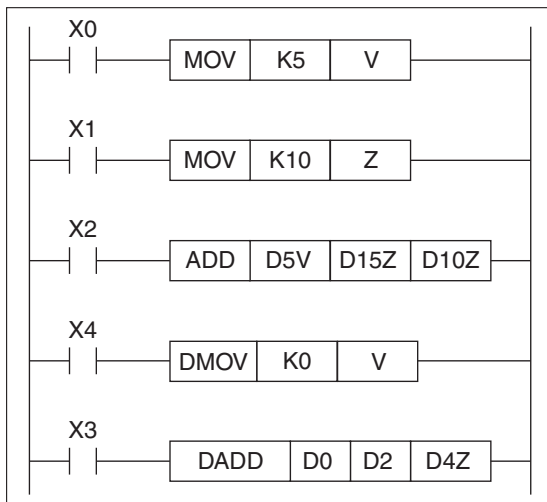 X0
MOV K5 V
X1
MOV K10 Z
X2
ADD D5V D15Z D10Z
X4
DMOV K0 V
X3
DADD D0 D2 D4Z